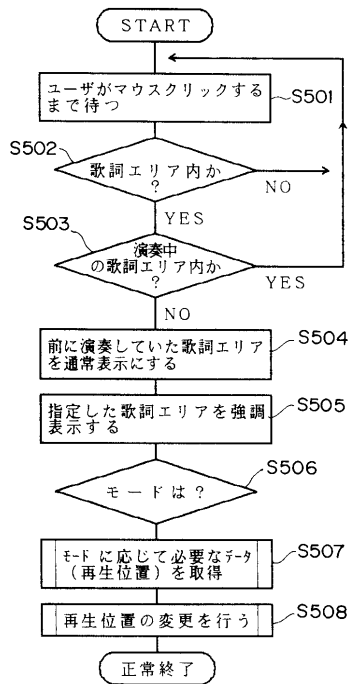 START
ユーザがマウスクリックする
まで待つ
S501
S502
歌詞エリア内か
?
NO
YES
S503
演奏中
の歌詞エリア内か
?
YES
NO
前に演奏していた歌詞エリア
を通常表示にする
S504
指定した歌詞エリアを強調
表示する
S505
S506
モードは?
モードに応じて必要なデータ
(再生位置)を取得
S507
再生位置の変更を行う
S508
正常終了